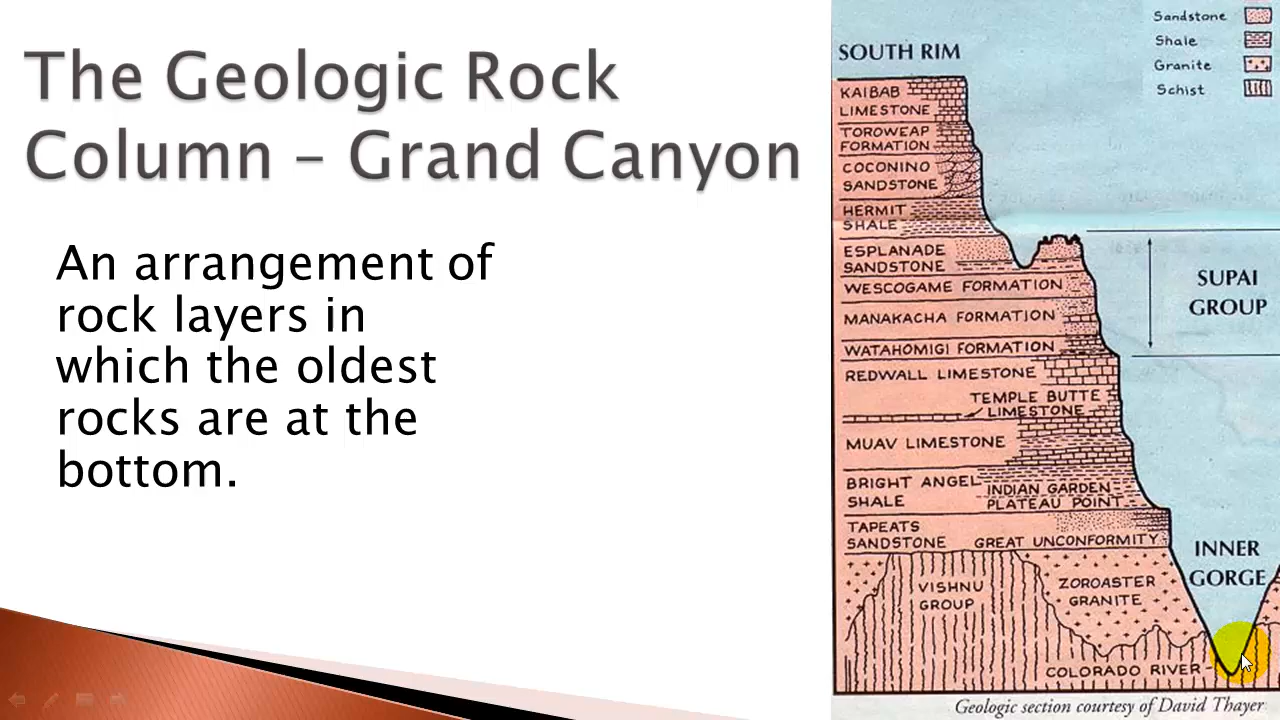 The Geologic Rock
Column – Grand Canyon
An arrangement of
rock layers in
which the oldest
rocks are at the
bottom.
Sandstone
Shale
Granite
Schist
SOUTH RIM
KAIBAB
LIMESTONE
TOROWEAP
FORMATION
COCONINO
SANDSTONE
HERMIT
SHALE
ESPLANADE
SANDSTONE
WESCOGAME FORMATION
MANAKACHA FORMATION
WATAHOMIGI FORMATION
SUPAI
GROUP
REDWALL LIMESTONE
TEMPLE BUTTE
LIMESTONE
MUAV LIMESTONE
BRIGHT ANGEL
SHALE
INDIAN GARDEN
PLATEAU POINT
TAPEATS
SANDSTONE
GREAT UNCONFORMITY
INNER
GORGE
VISHNU
GROUP
ZOROASTER
GRANITE
COLORADO RIVER
Geologic section courtesy of David Thayer